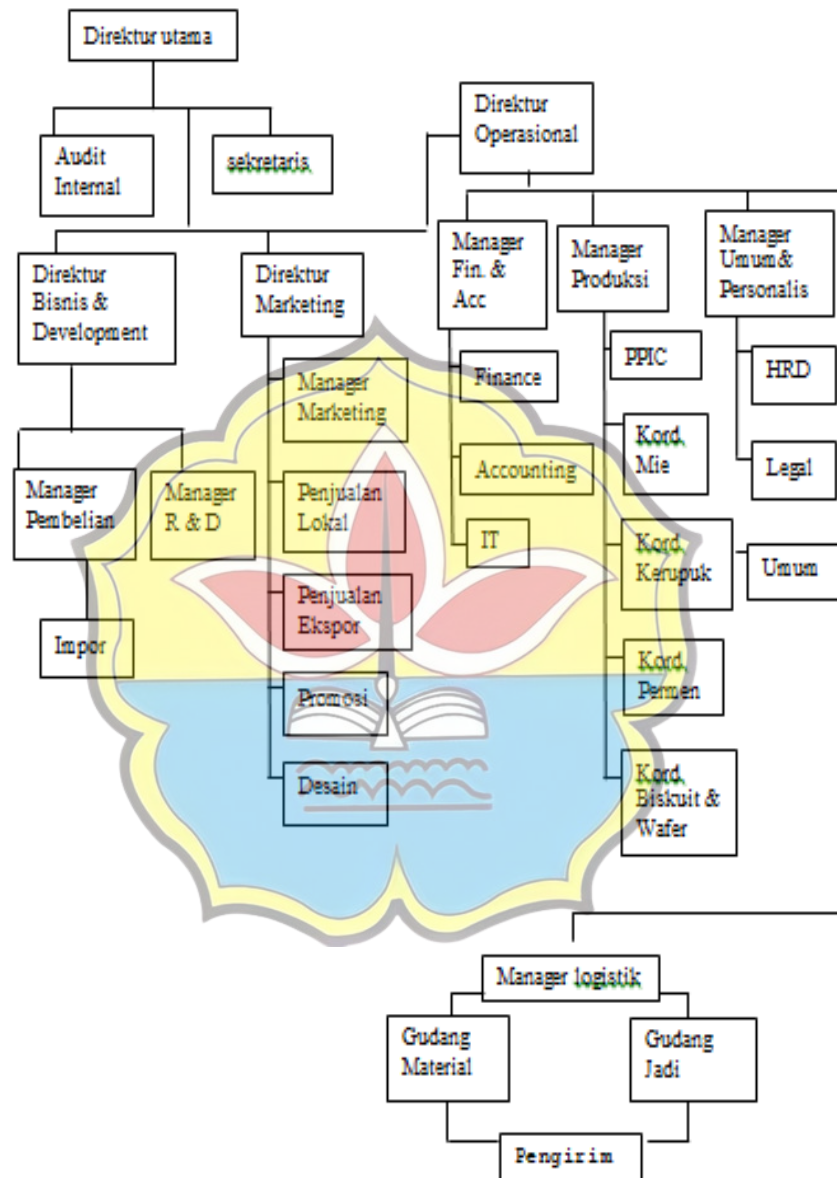 Direktur utama
Audit
Internal
sekretaris
Direktur
Operasional
Direktur
Bisnis &
Development
Direktur
Marketing
Manager
Fin. &
Acc
Manager
Produksi
Manager
Umum &
Personalis
Manager
Pembelian
Manager
R & D
Impor
Manager
Marketing
Penjualan
Lokal
Penjualan
Ekspor
Promosi
Desain
Finance
Accounting
IT
PPIC
Kord.
Mie
Kord.
Kerupuk
Kord.
Permen
Kord.
Biskuit &
Wafer
HRD
Legal
Umum
Manager logistik
Gudang
Material
Gudang
Jadi
Pengirim